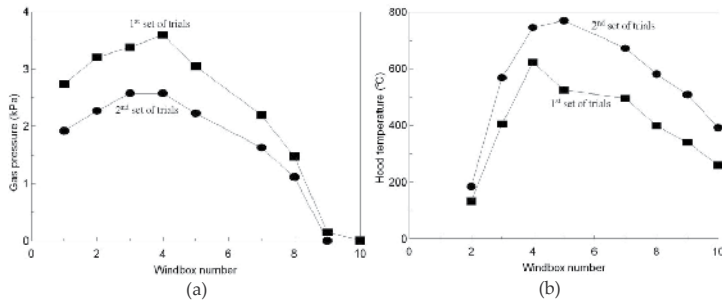 4
3
2
1
0
0
2
4
6
8
10
Gas pressure (kPa)
Windbox number
1st set of trials
2nd set of trials
(a)
800
600
400
200
0
0
2
4
6
8
10
Hood temperature (°C)
Windbox number
2nd set of trials
1st set of trials
(b)